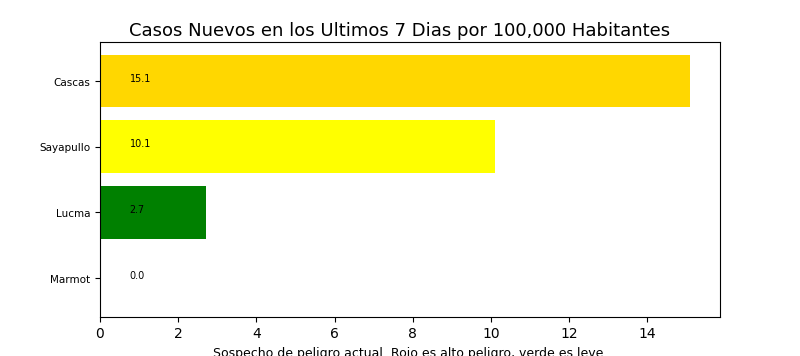 Casos Nuevos en los Ultimos 7 Dias por 100,000 Habitantes
Cascas 15.1
Sayapullo 10.1
Lucma 2.7
Marmot 0.0
0 2 4 6 8 10 12 14
Sospecho de peligro actual. Rojo es alto peligro, verde es leve